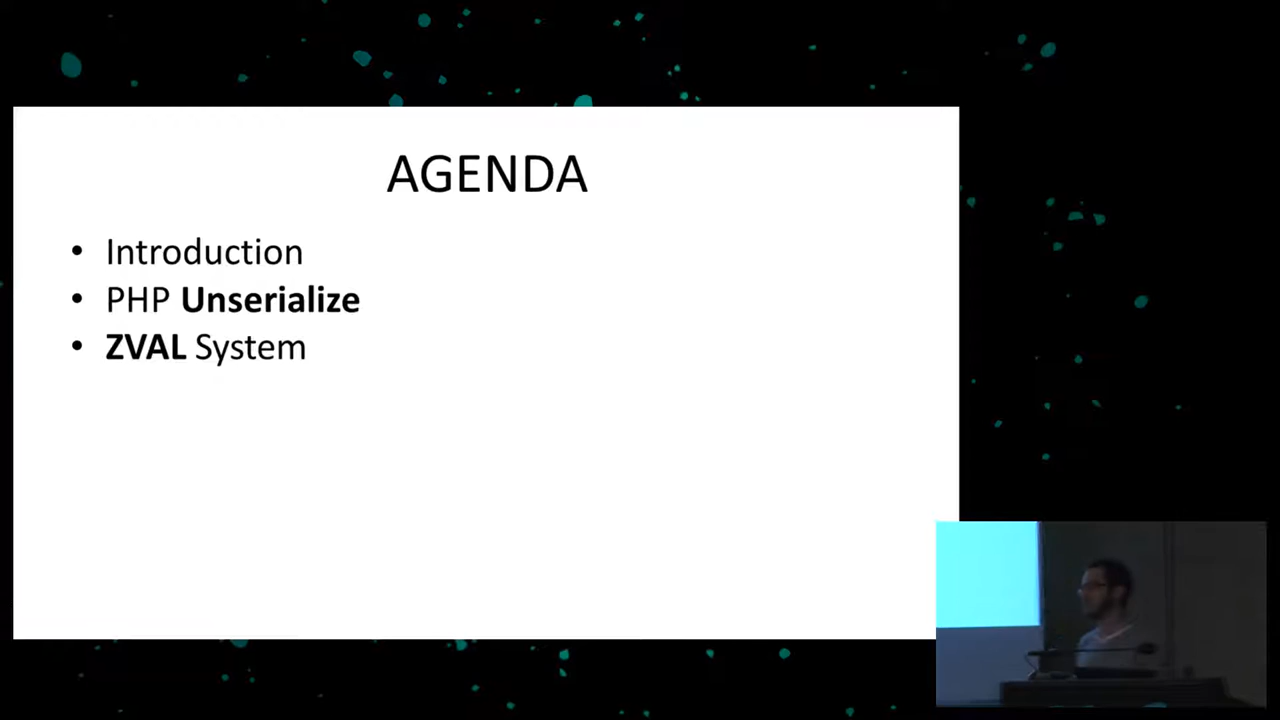 AGENDA
• Introduction
• PHP Unserialize
• ZVAL System